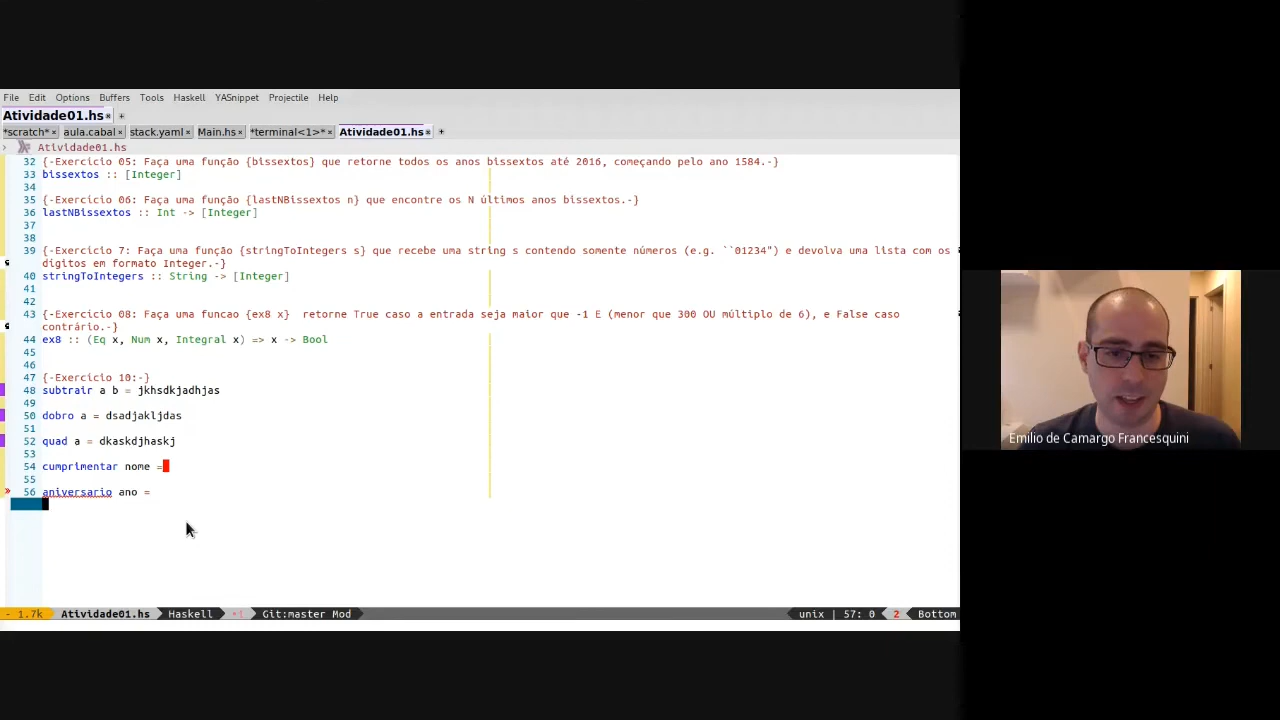 File Edit Options Buffers Tools Haskell YASnippet Projectile Help
Atividade01.hs
*scratch* aula.cabal stack.yaml Main.hs *terminal<1>* Atividade01.hs
Atividade01.hs
32 {-Exercício 05: Faça uma função {bissextos} que retorne todos os anos bissextos até 2016, começando pelo ano 1584.-}
33 bissextos :: [Integer]
34
35 {-Exercício 06: Faça uma função {lastNBissextos n} que encontre os N últimos anos bissextos.-}
36 lastNBissextos :: Int -> [Integer]
37
38
39 {-Exercício 7: Faça uma função {stringToIntegers s} que recebe uma string s contendo somente números (e.g. ``01234") e devolva uma lista com os
dígitos em formato Integer.-}
40 stringToIntegers :: String -> [Integer]
41
42
43 {-Exercício 08: Faça uma funcao {ex8 x}  retorne True caso a entrada seja maior que -1 E (menor que 300 OU múltiplo de 6), e False caso
contrário.-}
44 ex8 :: (Eq x, Num x, Integral x) => x -> Bool
45
46
47 {-Exercício 10:-}
48 subtrair a b = jkhsdkjadhjas
49
50 dobro a = dsadjakljdas
51
52 quad a = dkaskdjhaskj
53
54 cumprimentar nome =
55
56 aniversario ano =
- 1.7k Atividade01.hs Haskell Git:master Mod unix | 57: 0 2 Bottom
Emilio de Camargo Francesquini